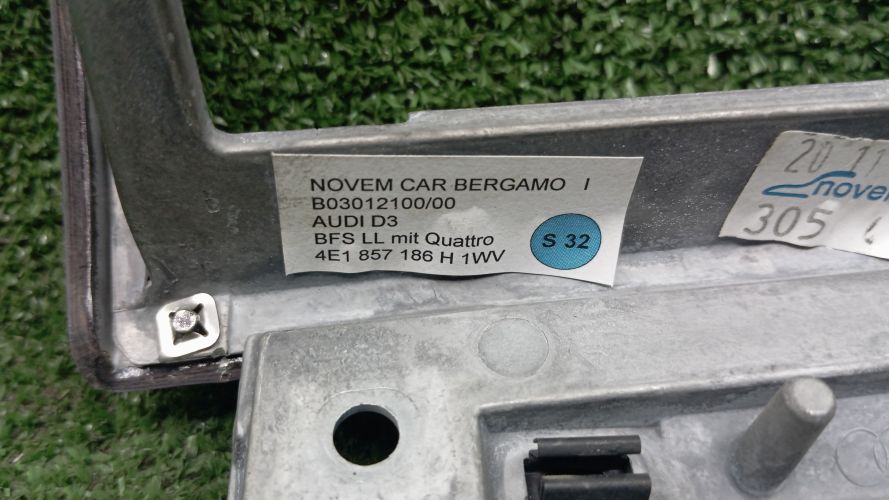 NOVEM CAR BERGAMO I
B03012100/00
AUDI D3
BFS LL mit Quattro
4E1 857 186 H 1WV
S 32
20 11
novem
305